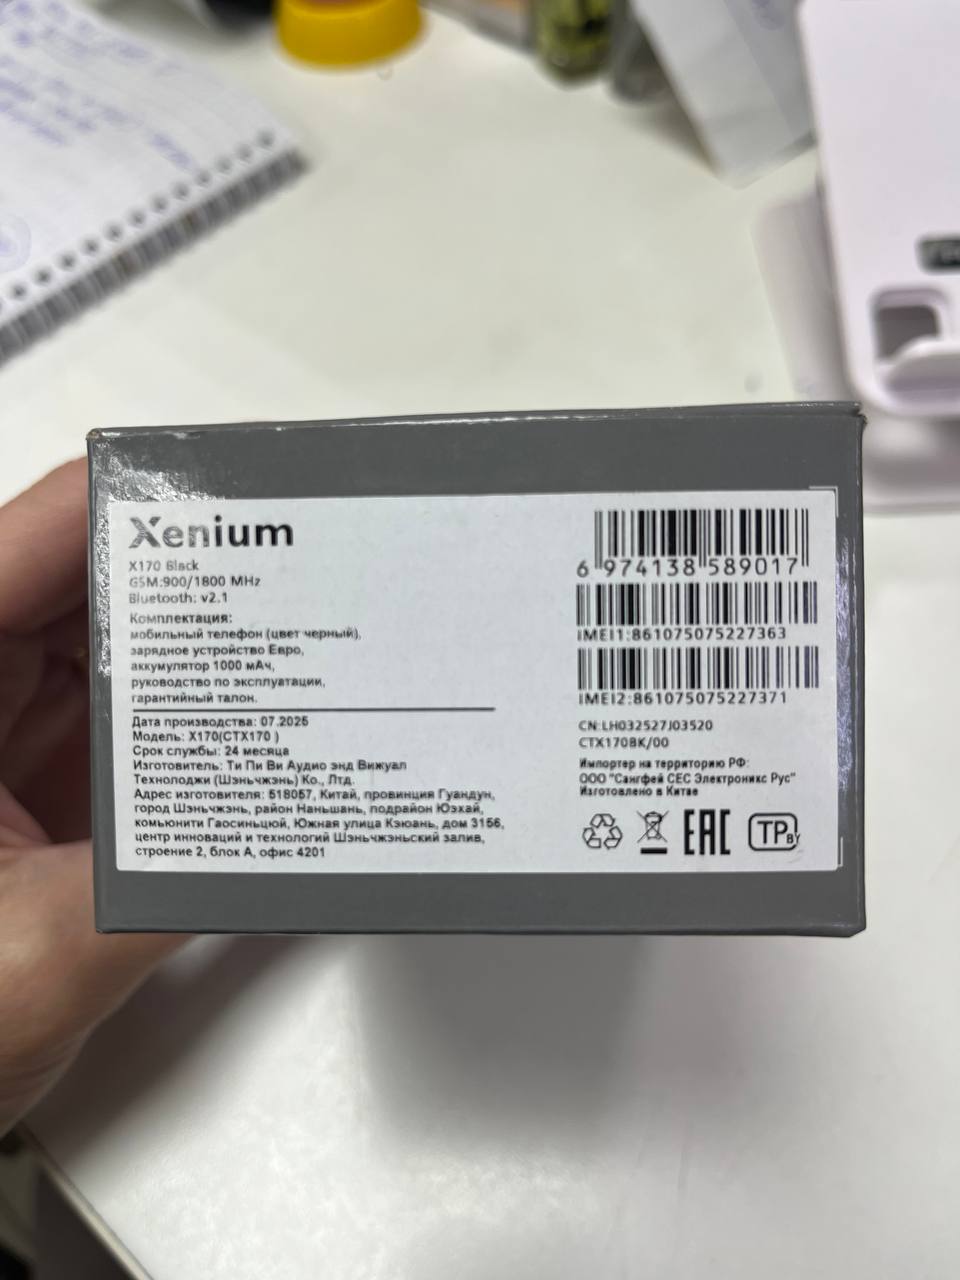 Xenium
X170 Black
GSM:900/1800 MHz
Bluetooth: v2.1
Комплектация:
мобильный телефон (цвет черный),
зарядное устройство Евро,
аккумулятор 1000 мАч,
руководство по эксплуатации,
гарантийный талон.
Дата производства: 07.2025
Модель: X170(CTX170 )
Срок службы: 24 месяца
Изготовитель: Ти Пи Ви Аудио энд Вижуал
Технолоджи (Шэньчжэнь) Ко., Лтд.
Адрес изготовителя: 518057, Китай, провинция Гуандун,
город Шэньчжэнь, район Наньшань, подрайон Юэхай,
комьюнити Гаосиньцюй, Южная улица Кэюань, дом 3156,
центр инноваций и технологий Шэньчжэньский залив,
строение 2, блок А, офис 4201
6 974138 589017
IMEI1:861075075227363
IMEI2:861075075227371
CN:LH032527J03520
CTX170BK/00
Импортер на территорию РФ:
ООО "Сангфей СЕС Электроникс Рус"
Изготовлено в Китае
EAC
TP BY